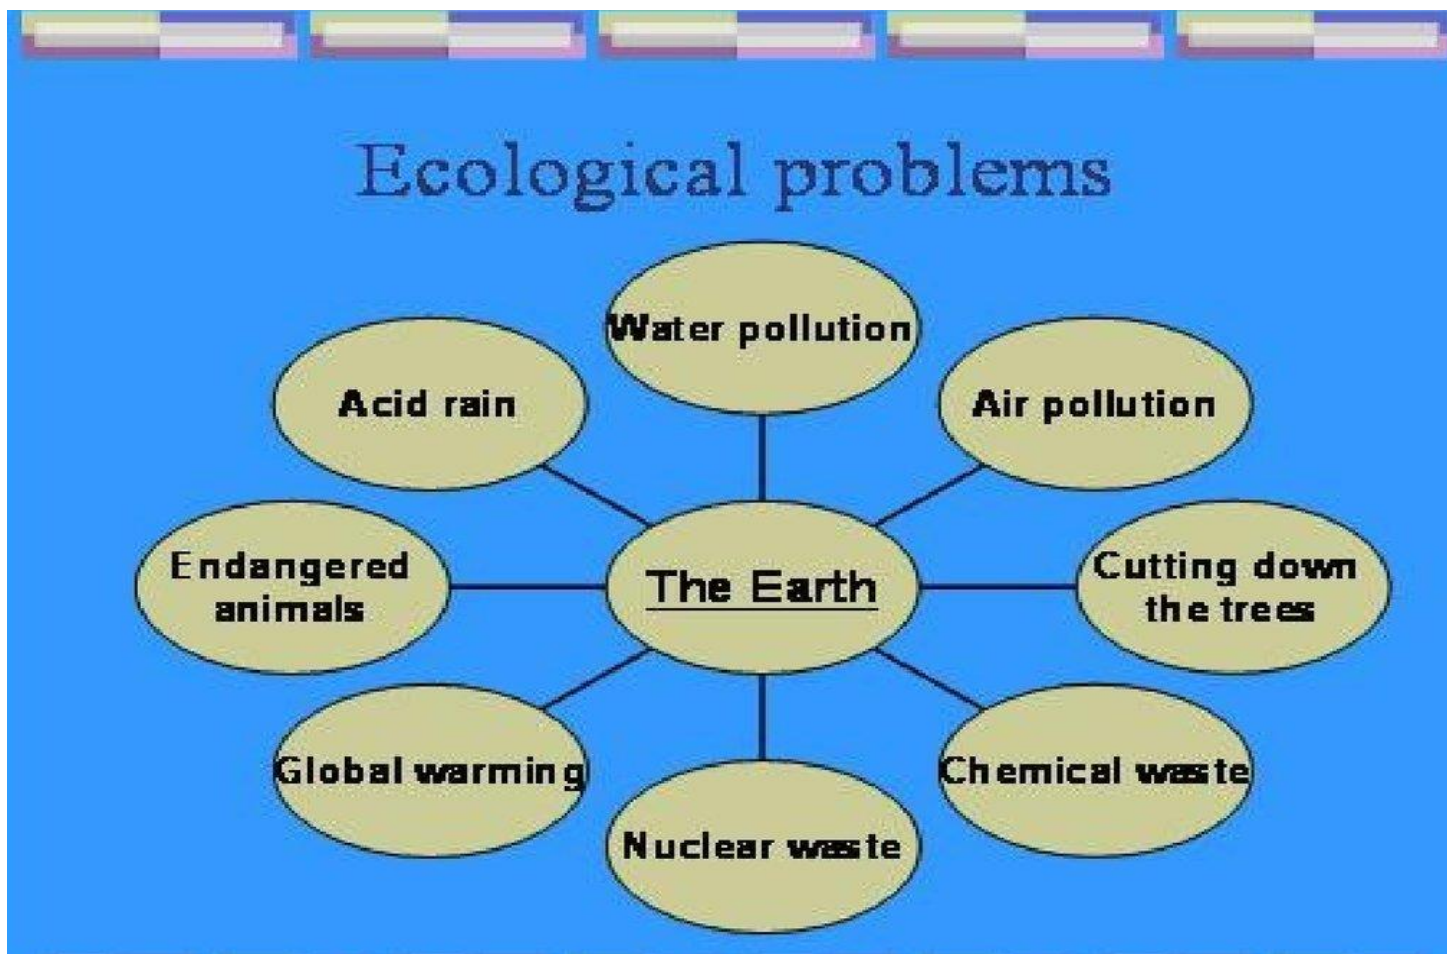 Ecological problems
Water pollution
Acid rain
Air pollution
Endangered
animals
The Earth
Cutting down
the trees
Global warming
Chemical waste
Nuclear waste